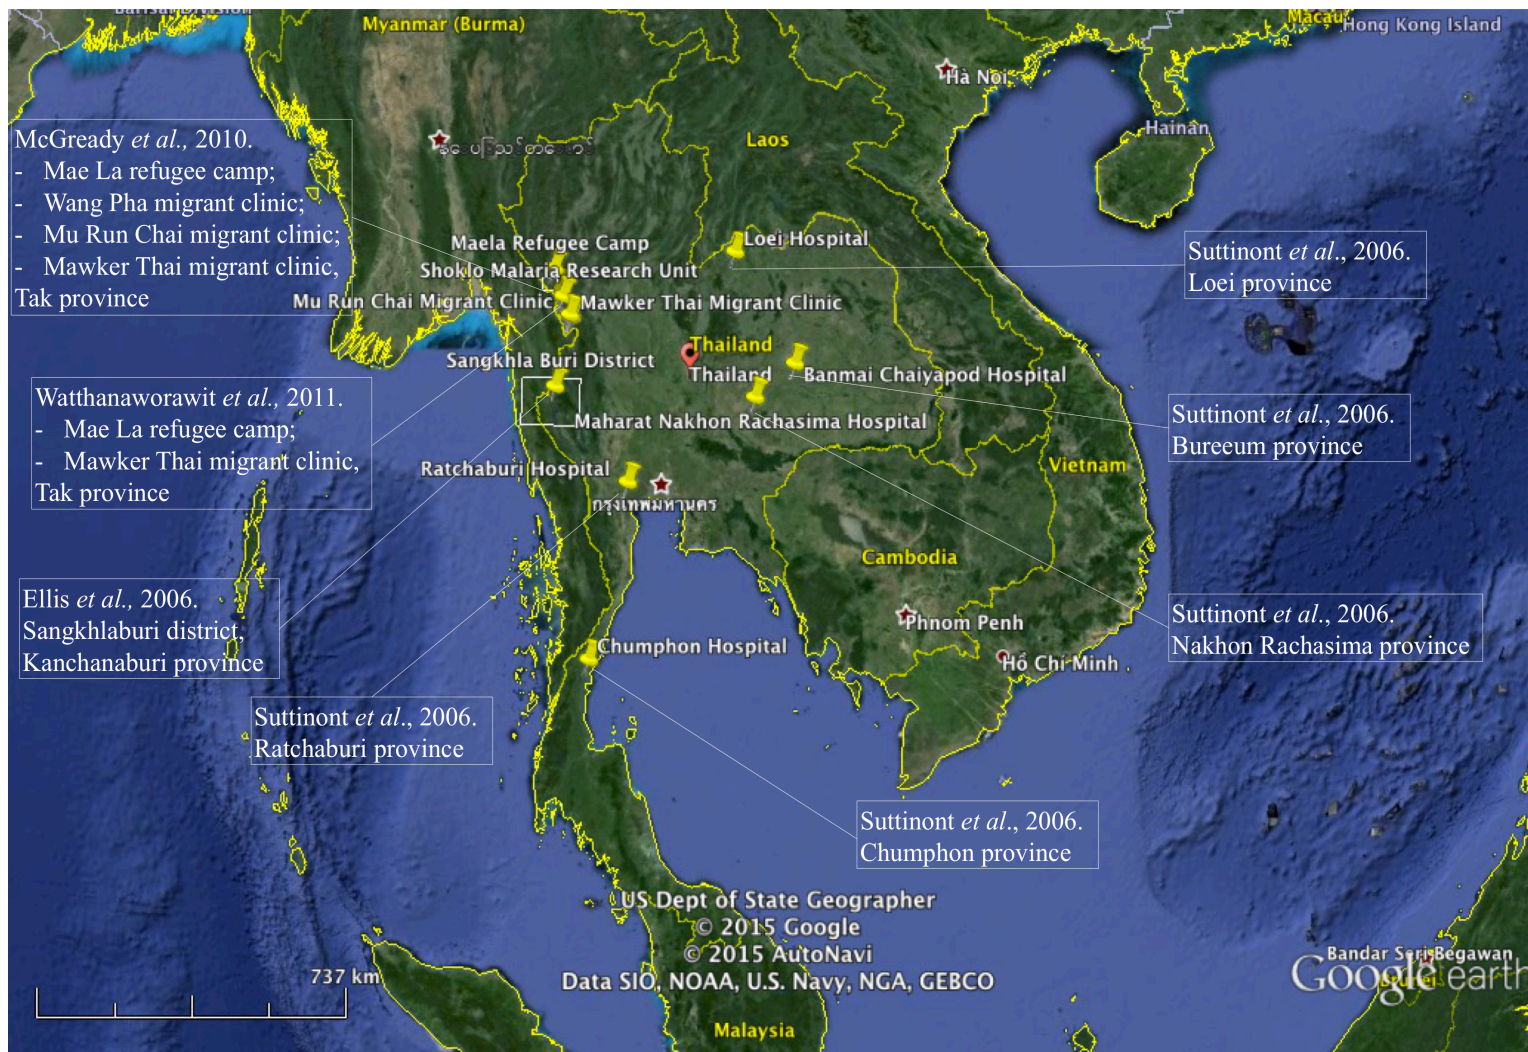 Barisal Division
Myanmar (Burma)
Macau
Hong Kong Island
Hà Noi
Hainan
Laos
McGready et al., 2010.
- Mae La refugee camp;
- Wang Pha migrant clinic;
- Mu Run Chai migrant clinic;
- Mawker Thai migrant clinic,
Tak province
Maela Refugee Camp
Loei Hospital
Shoklo Malaria Research Unit
Mu Run Chai Migrant Clinic
Mawker Thai Migrant Clinic
Suttinont et al., 2006.
Loei province
Thailand
Sangkhla Buri District
Thailand
Banmai Chaiyapod Hospital
Watthanaworawit et al., 2011.
- Mae La refugee camp;
- Mawker Thai migrant clinic,
Tak province
Maharat Nakhon Rachasima Hospital
Suttinont et al., 2006.
Bureeum province
Ratchaburi Hospital
กรุงเทพมหานคร
Vietnam
Cambodia
Ellis et al., 2006.
Sangkhlaburi district,
Kanchanaburi province
Phnom Penh
Suttinont et al., 2006.
Nakhon Rachasima province
Chumphon Hospital
Hồ Chí Minh
Suttinont et al., 2006.
Ratchaburi province
Suttinont et al., 2006.
Chumphon province
US Dept of State Geographer
© 2015 Google
© 2015 AutoNavi
Data SIO, NOAA, U.S. Navy, NGA, GEBCO
737 km
Bandar Seri Begawan
Brunei
Google earth
Malaysia